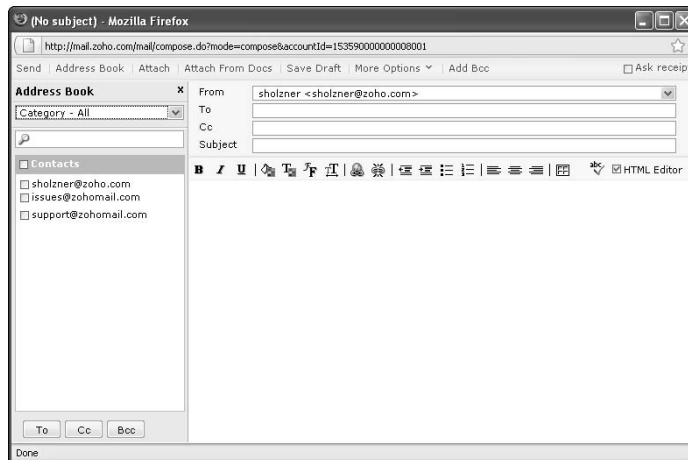 (No subject) - Mozilla Firefox
http://mail.zoho.com/mail/compose.do?mode=compose&accountId=153590000000008001
Send | Address Book | Attach | Attach From Docs | Save Draft | More Options | Add Bcc Ask receip
Address Book x
Category - All
Contacts
sholzner@zoho.com
issues@zohomail.com
support@zohomail.com
To Cc Bcc
From sholzner <sholzner@zoho.com>
To
Cc
Subject
B I U HTML Editor
Done